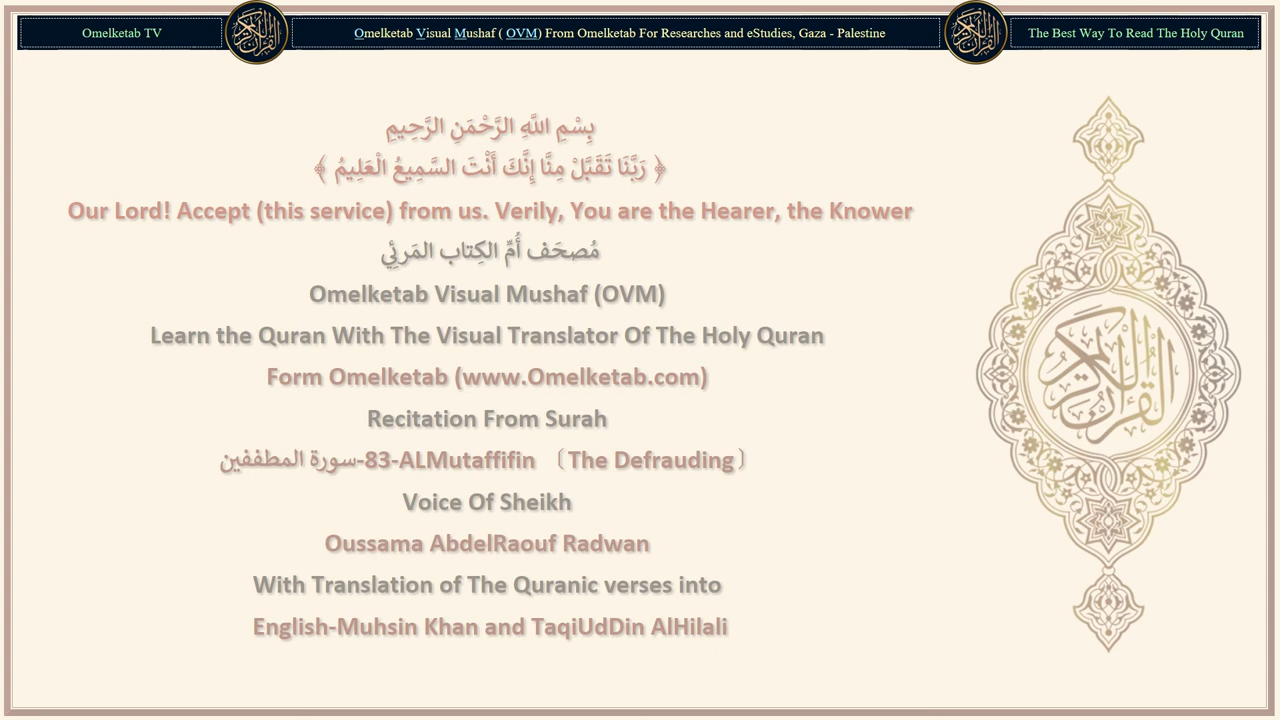 Omelketab TV
Omelketab Visual Mushaf ( OVM) From Omelketab For Researches and eStudies, Gaza - Palestine
The Best Way To Read The Holy Quran
بِسْمِ اللَّهِ الرَّحْمَنِ الرَّحِيمِ
﴿ رَبَّنَا تَقَبَّلْ مِنَّا إِنَّكَ أَنْتَ السَّمِيعُ الْعَلِيمُ ﴾
Our Lord! Accept (this service) from us. Verily, You are the Hearer, the Knower
مُصحَف أُمِّ الكِتاب المَرئِي
Omelketab Visual Mushaf (OVM)
Learn the Quran With The Visual Translator Of The Holy Quran
Form Omelketab (www.Omelketab.com)
Recitation From Surah
سورة المطففين-83-ALMutaffifin 〔The Defrauding〕
Voice Of Sheikh
Oussama AbdelRaouf Radwan
With Translation of The Quranic verses into
English-Muhsin Khan and TaqiUdDin AlHilali
القرآن الكريم